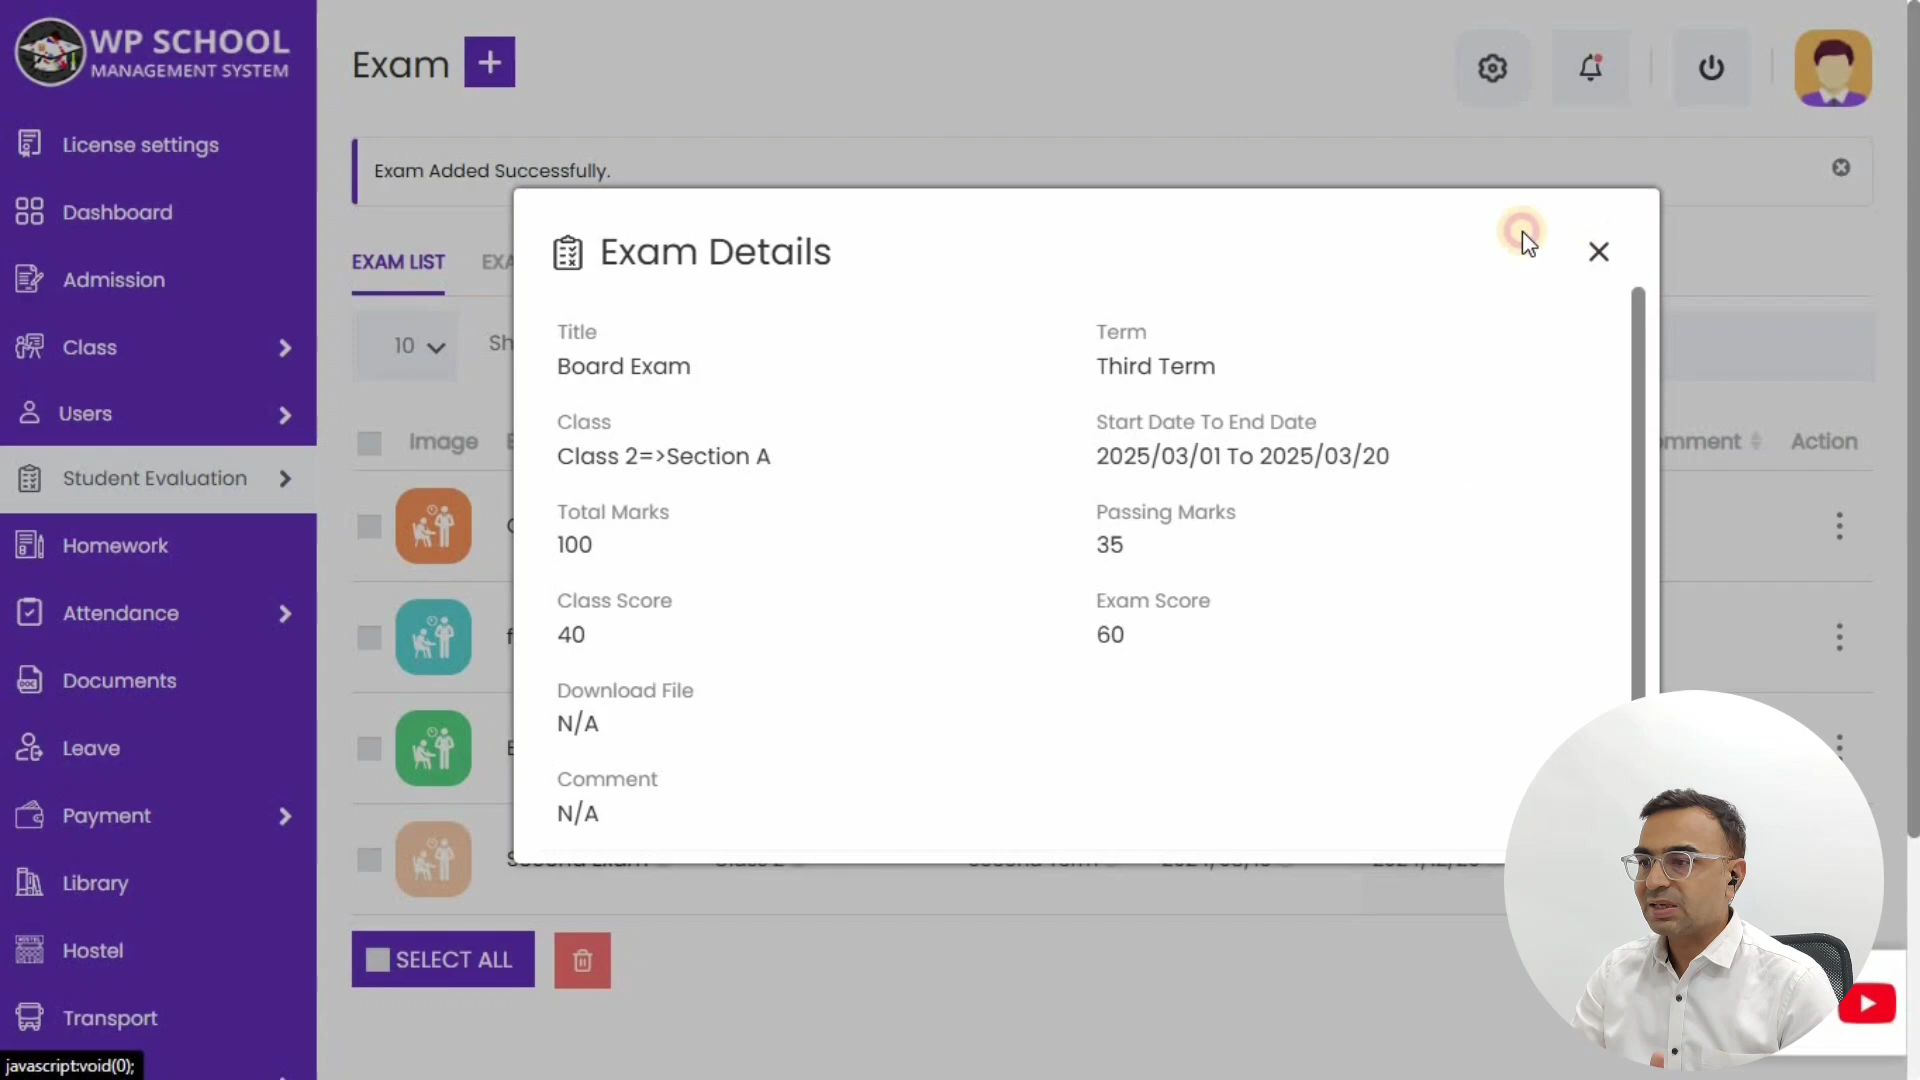 WP SCHOOL
MANAGEMENT SYSTEM
License settings
Dashboard
Admission
Class
Users
Student Evaluation
Homework
Attendance
Documents
Leave
Payment
Library
Hostel
Transport
javascript:void(0);
Exam +
Exam Added Successfully.
EXAM LIST
10
Image
Action
Exam Details
Title
Board Exam
Term
Third Term
Class
Class 2=>Section A
Start Date To End Date
2025/03/01 To 2025/03/20
Total Marks
100
Passing Marks
35
Class Score
40
Exam Score
60
Download File
N/A
Comment
N/A
SELECT ALL